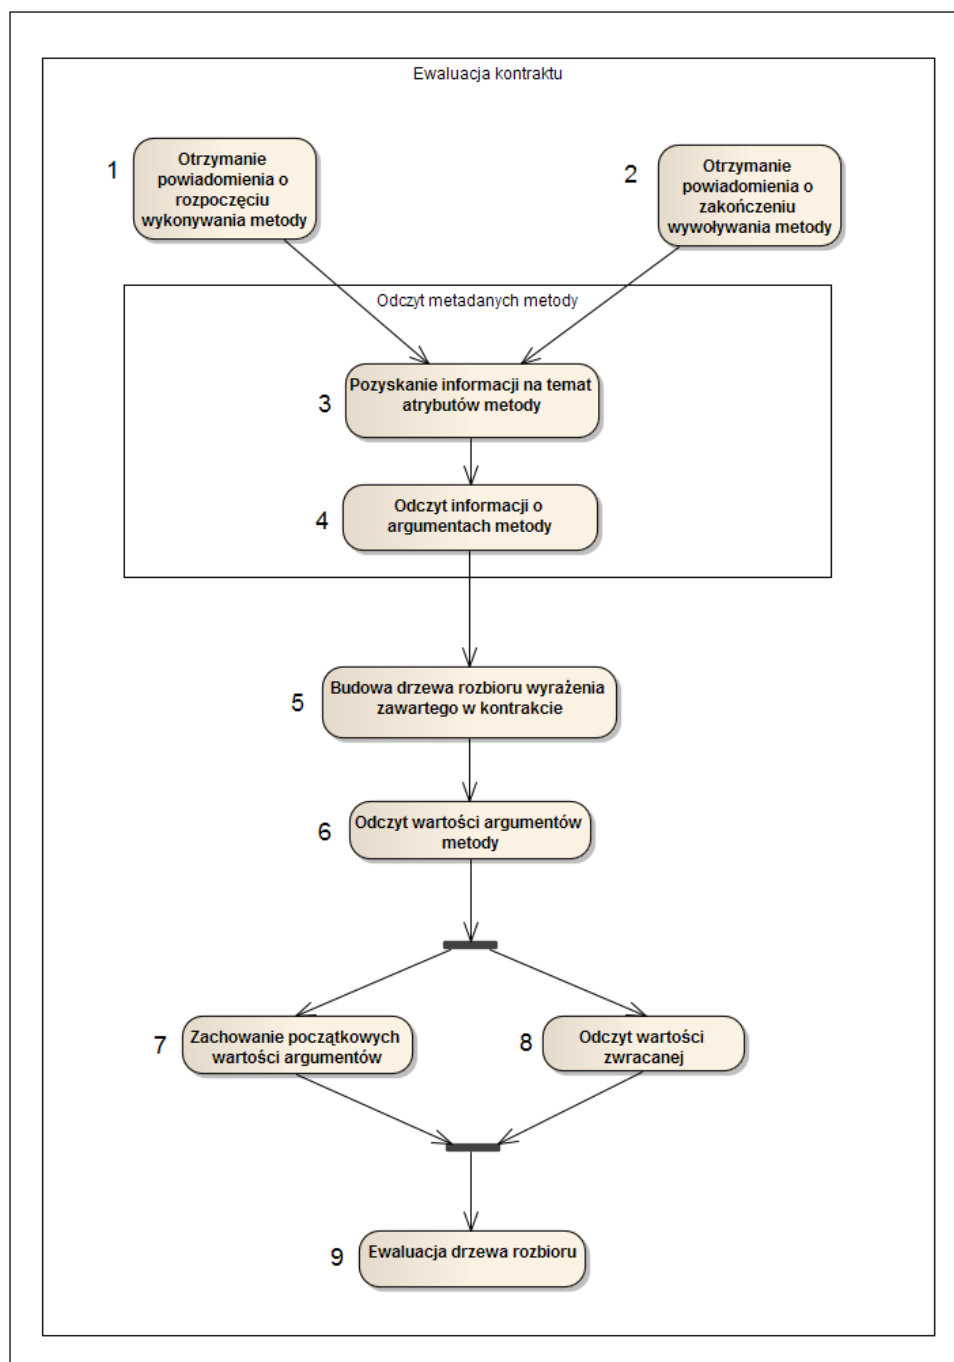 Ewaluacja kontraktu
1
Otrzymanie
powiadomienia o
rozpoczęciu
wykonywania metody
2
Otrzymanie
powiadomienia o
zakończeniu
wywoływania metody
Odczyt metadanych metody
3
Pozyskanie informacji na temat
atrybutów metody
4
Odczyt informacji o
argumentach metody
5
Budowa drzewa rozbioru wyrażenia
zawartego w kontrakcie
6
Odczyt wartości argumentów
metody
7
Zachowanie początkowych
wartości argumentów
8
Odczyt wartości
zwracanej
9
Ewaluacja drzewa rozbioru